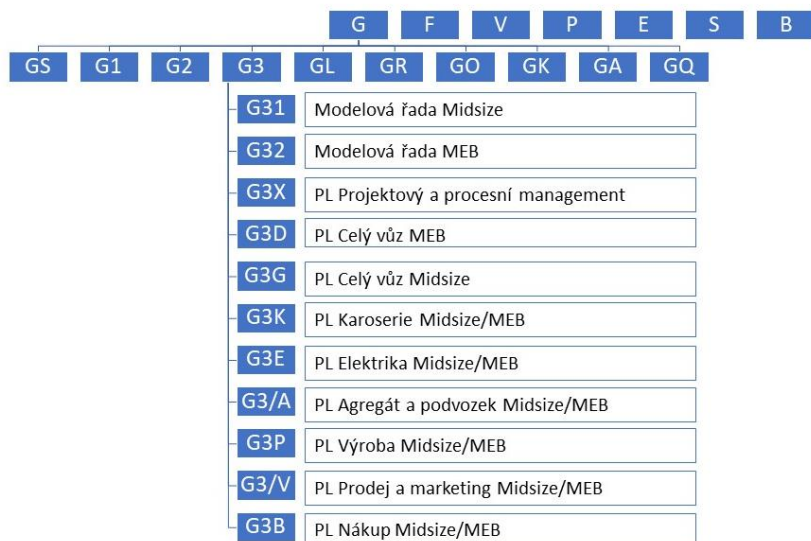 G F V P E S B
GS G1 G2 G3 GL GR GO GK GA GQ
G31 Modelová řada Midsize
G32 Modelová řada MEB
G3X PL Projektový a procesní management
G3D PL Celý vůz MEB
G3G PL Celý vůz Midsize
G3K PL Karoserie Midsize/MEB
G3E PL Elektrika Midsize/MEB
G3/A PL Agregát a podvozek Midsize/MEB
G3P PL Výroba Midsize/MEB
G3/V PL Prodej a marketing Midsize/MEB
G3B PL Nákup Midsize/MEB